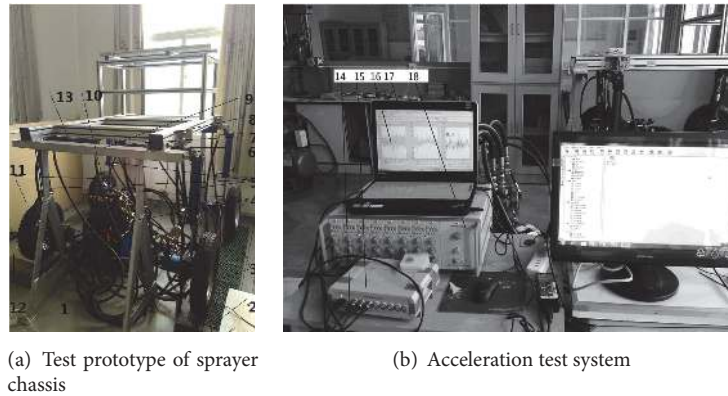 14 15 16 17 18
13 10
9
8
6
11
3
12 1 2
(a) Test prototype of sprayer
chassis
(b) Acceleration test system